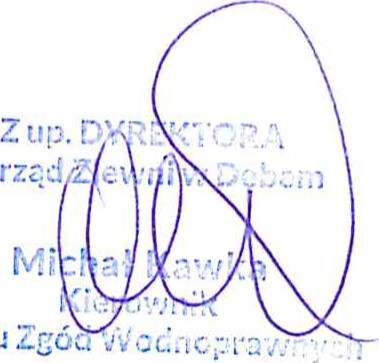 Z up. DYREKTORA
rząd Zlewni w Dębem
Michał Kawka
Kierownik
u Zgód Wodnoprawnych